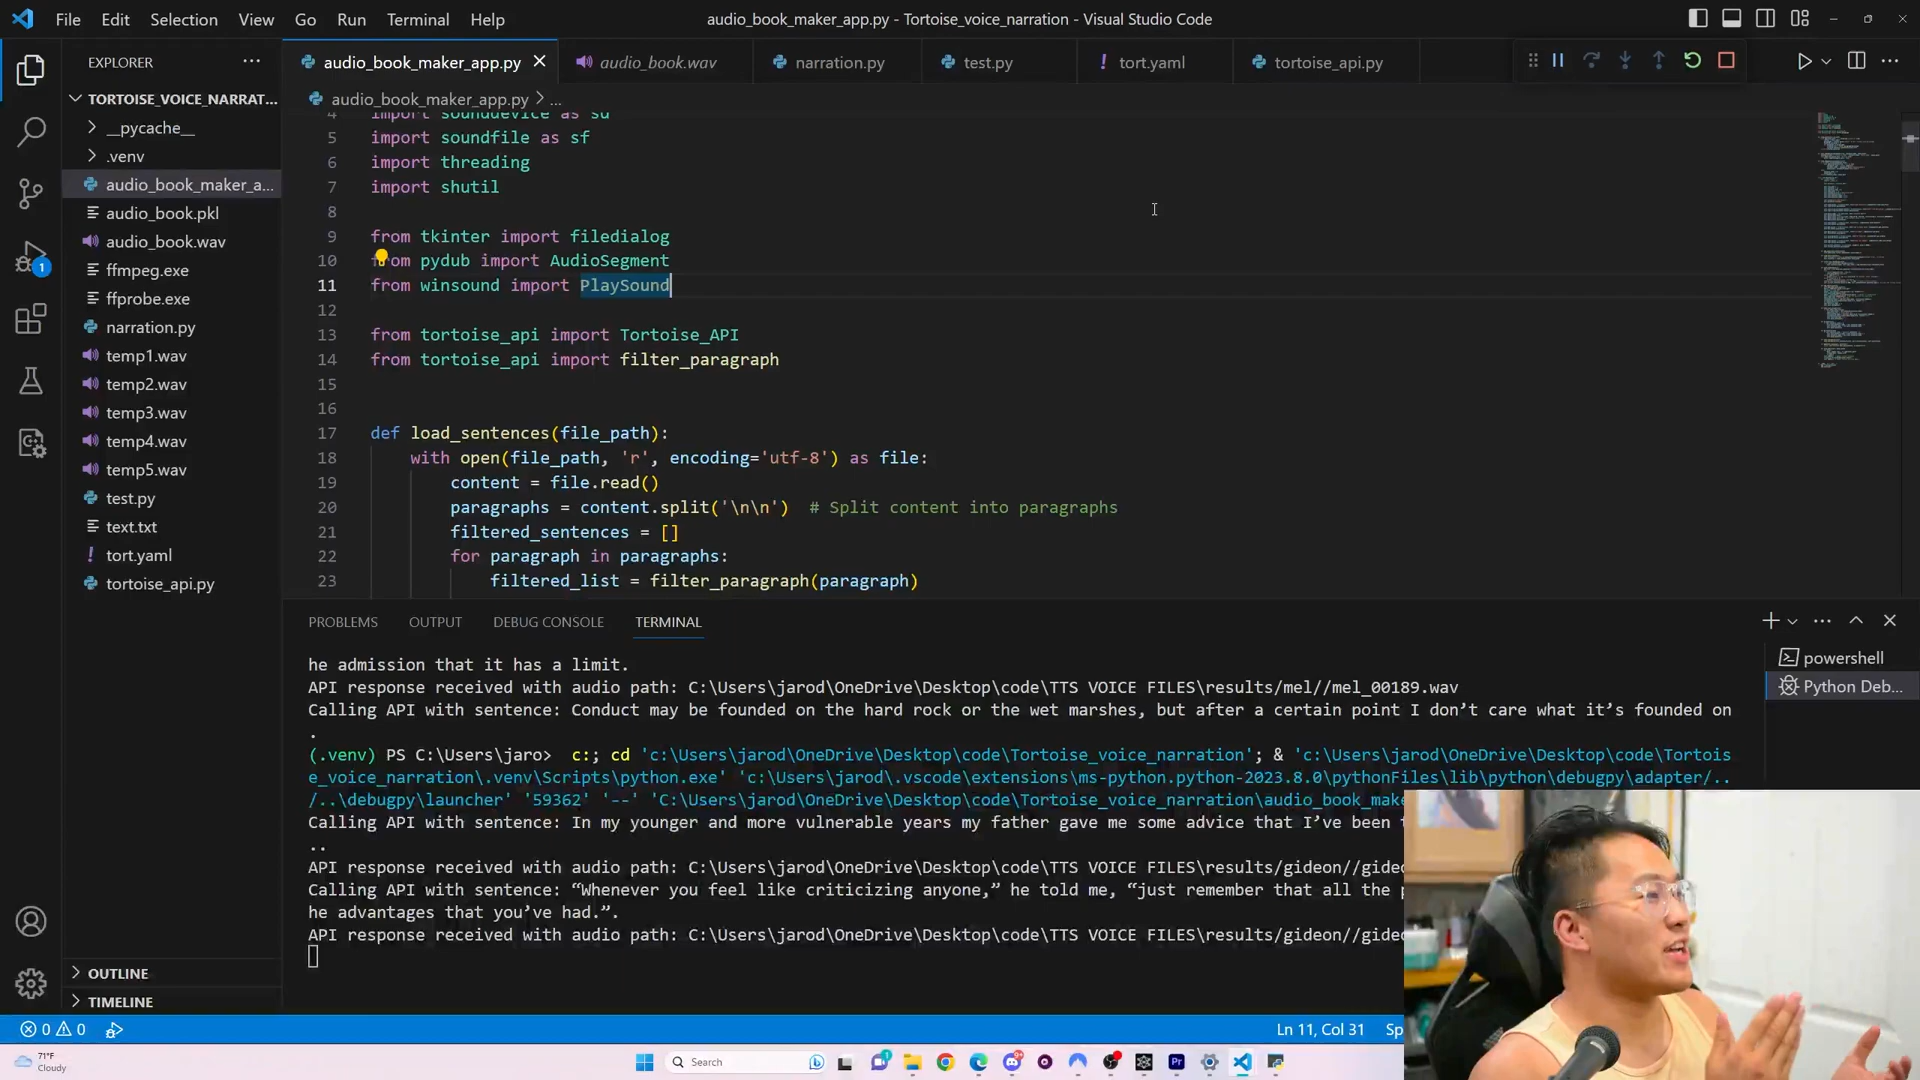 File Edit Selection View Go Run Terminal Help
audio_book_maker_app.py - Tortoise_voice_narration - Visual Studio Code
EXPLORER
audio_book_maker_app.py
audio_book.wav
narration.py
test.py
! tort.yaml
tortoise_api.py
TORTOISE_VOICE_NARRAT...
__pycache__
.venv
audio_book_maker_a...
audio_book.pkl
audio_book.wav
ffmpeg.exe
ffprobe.exe
narration.py
temp1.wav
temp2.wav
temp3.wav
temp4.wav
temp5.wav
test.py
text.txt
! tort.yaml
tortoise_api.py
OUTLINE
TIMELINE
1
audio_book_maker_app.py > ...
4 import sounddevice as sd
5 import soundfile as sf
6 import threading
7 import shutil
8
9 from tkinter import filedialog
10 from pydub import AudioSegment
11 from winsound import PlaySound
12
13 from tortoise_api import Tortoise_API
14 from tortoise_api import filter_paragraph
15
16
17 def load_sentences(file_path):
18 with open(file_path, 'r', encoding='utf-8') as file:
19 content = file.read()
20 paragraphs = content.split('\n\n') # Split content into paragraphs
21 filtered_sentences = []
22 for paragraph in paragraphs:
23 filtered_list = filter_paragraph(paragraph)
PROBLEMS OUTPUT DEBUG CONSOLE TERMINAL
powershell
Python Deb...
he admission that it has a limit.
API response received with audio path: C:\Users\jarod\OneDrive\Desktop\code\TTS VOICE FILES\results/mel//mel_00189.wav
Calling API with sentence: Conduct may be founded on the hard rock or the wet marshes, but after a certain point I don’t care what it’s founded on
.
(.venv) PS C:\Users\jaro>  c:; cd 'c:\Users\jarod\OneDrive\Desktop\code\Tortoise_voice_narration'; & 'c:\Users\jarod\OneDrive\Desktop\code\Tortois
e_voice_narration\.venv\Scripts\python.exe' 'c:\Users\jarod\.vscode\extensions\ms-python.python-2023.8.0\pythonFiles\lib\python\debugpy\adapter/..
/..\debugpy\launcher' '59362' '--' 'C:\Users\jarod\OneDrive\Desktop\code\Tortoise_voice_narration\audio_book_make
Calling API with sentence: In my younger and more vulnerable years my father gave me some advice that I’ve been
..
API response received with audio path: C:\Users\jarod\OneDrive\Desktop\code\TTS VOICE FILES\results/gideon//gide
Calling API with sentence: “Whenever you feel like criticizing anyone,” he told me, “just remember that all the
he advantages that you’ve had.”.
API response received with audio path: C:\Users\jarod\OneDrive\Desktop\code\TTS VOICE FILES\results/gideon//gide
0 0
Ln 11, Col 31 Sp
71°F
Cloudy
Search